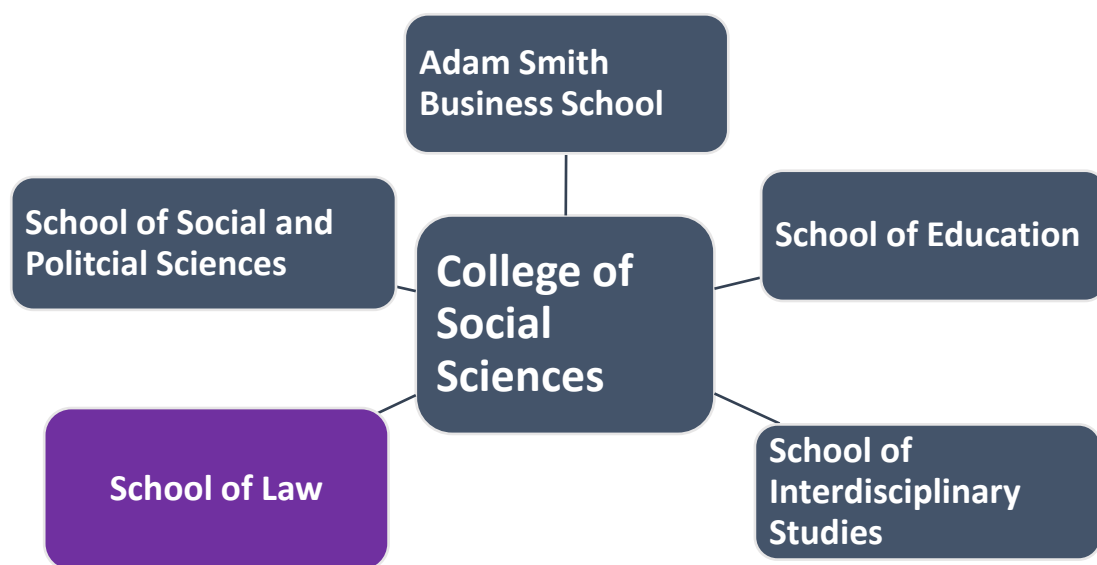 Adam Smith
Business School
School of Social and
Politcial Sciences
School of Education
College of
Social
Sciences
School of Law
School of
Interdisciplinary
Studies